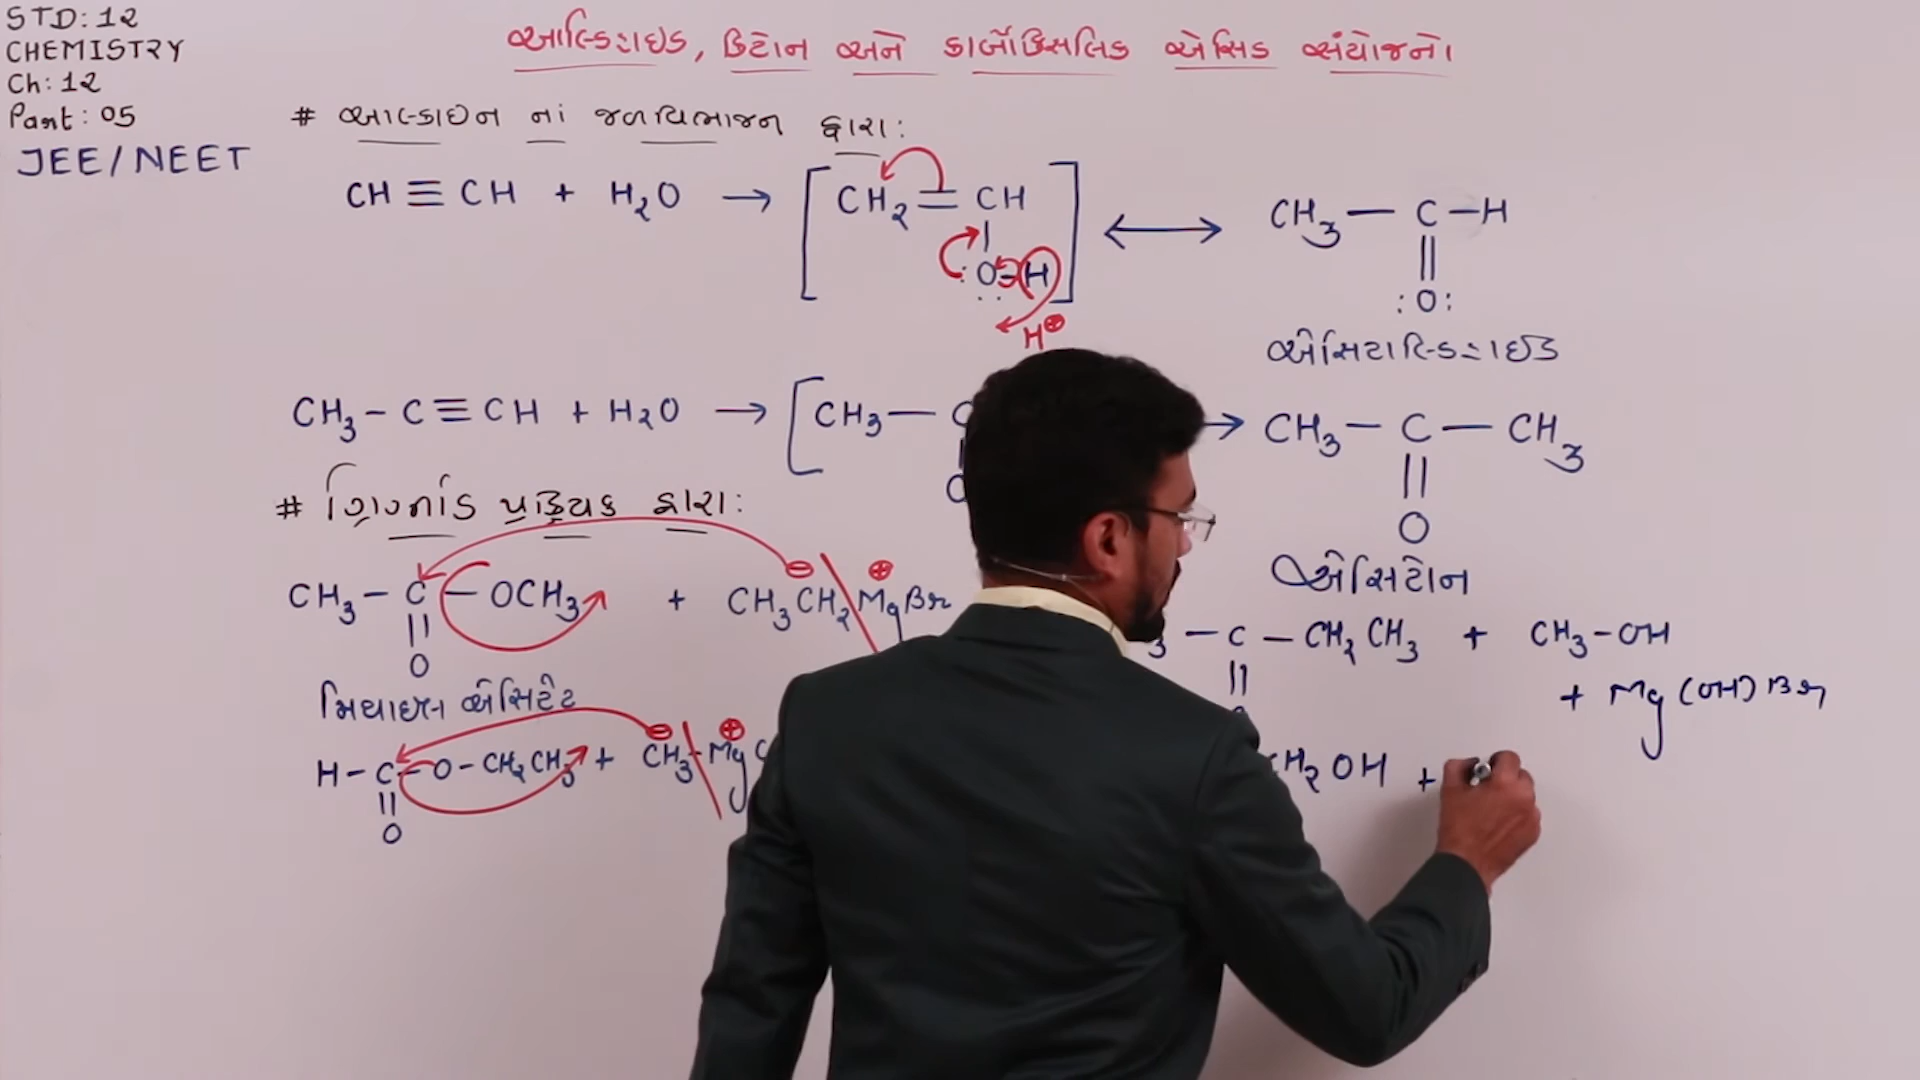 STD: 12
CHEMISTRY
Ch: 12
Part: 05
JEE/NEET
આલ્ડિહાઇડ, કિટોન અને કાર્બોક્સિલિક એસિડ સંયોજનો।
# આલ્કાઇન નાં જળવિભાજન દ્વારા:
CH ≡ CH + H₂O → [CH₂ = CH
| 
:O-H]
H⊕
↔ CH₃ — C — H
||
:O:
એસિટાલ્ડિહાઇડ
CH₃ – C ≡ CH + H₂O → [CH₃ —
→ CH₃ — C — CH₃
||
O
એસિટોન
# ગ્રિગ્નાર્ડ પ્રક્રિયક દ્વારા:
CH₃ – C – OCH₃ + CH₃CH₂ MgBr
⊖ ⊕
||
O
– C – CH₂CH₃ + CH₃–OH
||
+ Mg(OH)Br
મિથાઇલ એસિટેટ
H – C – O – CH₂CH₃ + CH₃ – Mg
⊖ ⊕
||
O
CH₂OH +